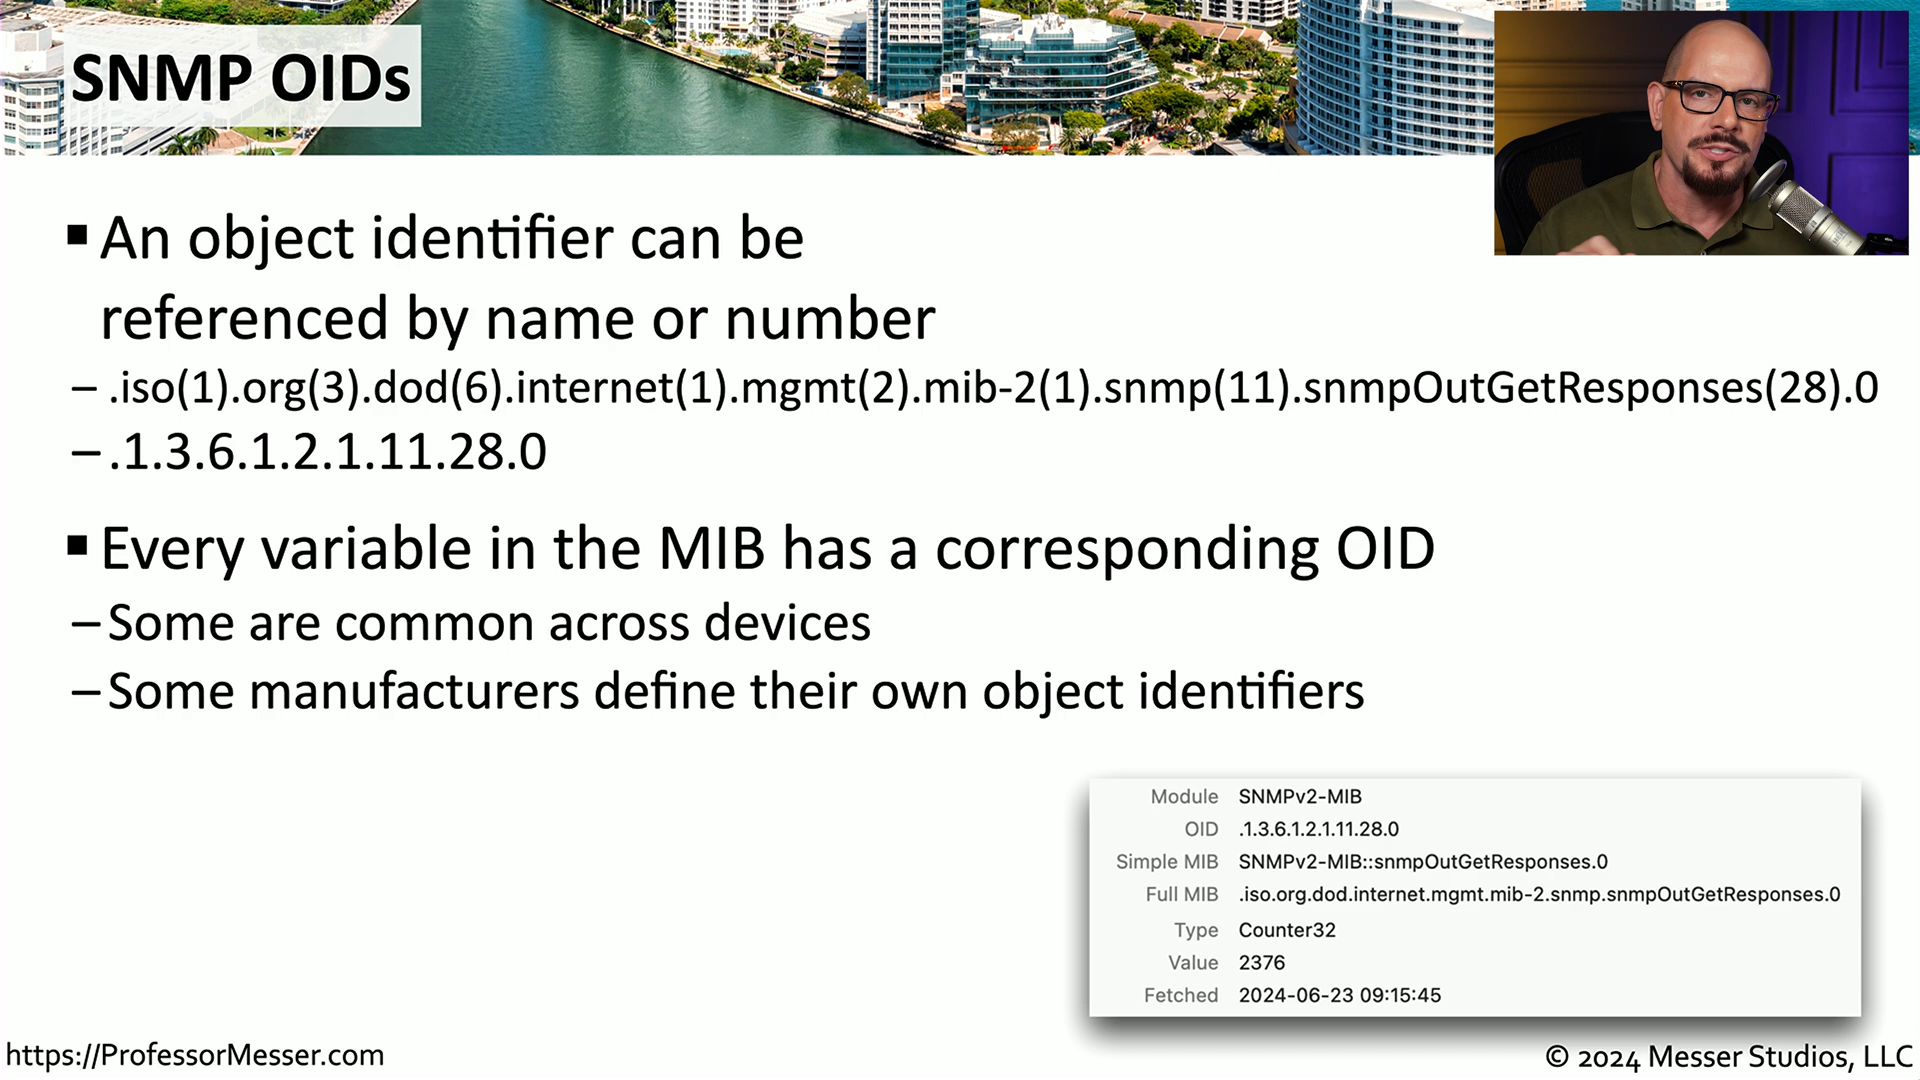 SNMP OIDs
▪ An object identifier can be
referenced by name or number
– .iso(1).org(3).dod(6).internet(1).mgmt(2).mib-2(1).snmp(11).snmpOutGetResponses(28).0
– .1.3.6.1.2.1.11.28.0
▪ Every variable in the MIB has a corresponding OID
– Some are common across devices
– Some manufacturers define their own object identifiers
Module SNMPv2-MIB
OID .1.3.6.1.2.1.11.28.0
Simple MIB SNMPv2-MIB::snmpOutGetResponses.0
Full MIB .iso.org.dod.internet.mgmt.mib-2.snmp.snmpOutGetResponses.0
Type Counter32
Value 2376
Fetched 2024-06-23 09:15:45
https://ProfessorMesser.com
© 2024 Messer Studios, LLC